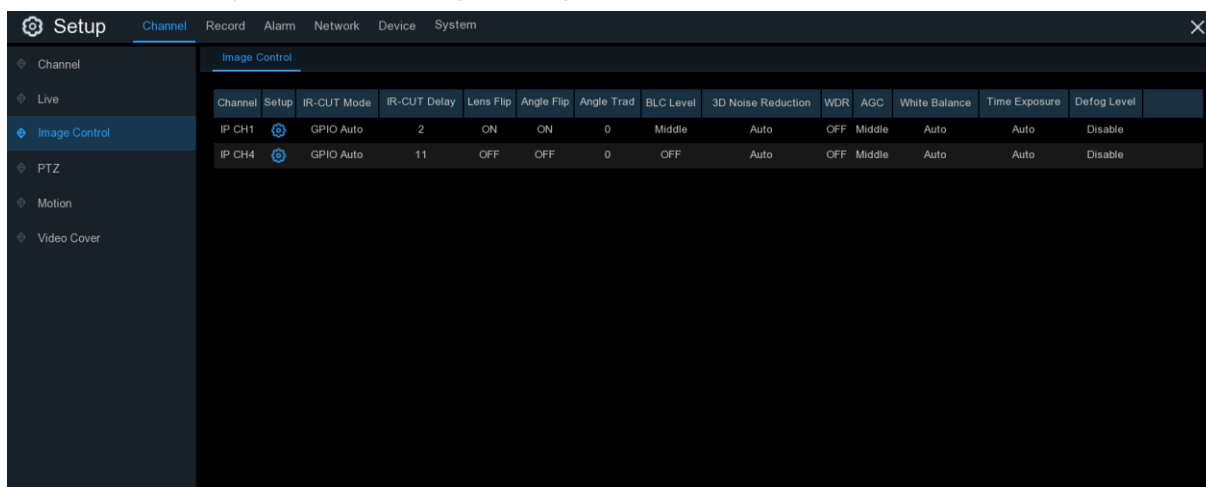 Setup Channel Record Alarm Network Device System
Channel
Image Control
Live
Channel Setup IR-CUT Mode IR-CUT Delay Lens Flip Angle Flip Angle Trad BLC Level 3D Noise Reduction WDR AGC White Balance Time Exposure Defog Level
Image Control
IP CH1 GPIO Auto 2 ON ON 0 Middle Auto OFF Middle Auto Auto Disable
IP CH4 GPIO Auto 11 OFF OFF 0 OFF Auto OFF Middle Auto Auto Disable
PTZ
Motion
Video Cover